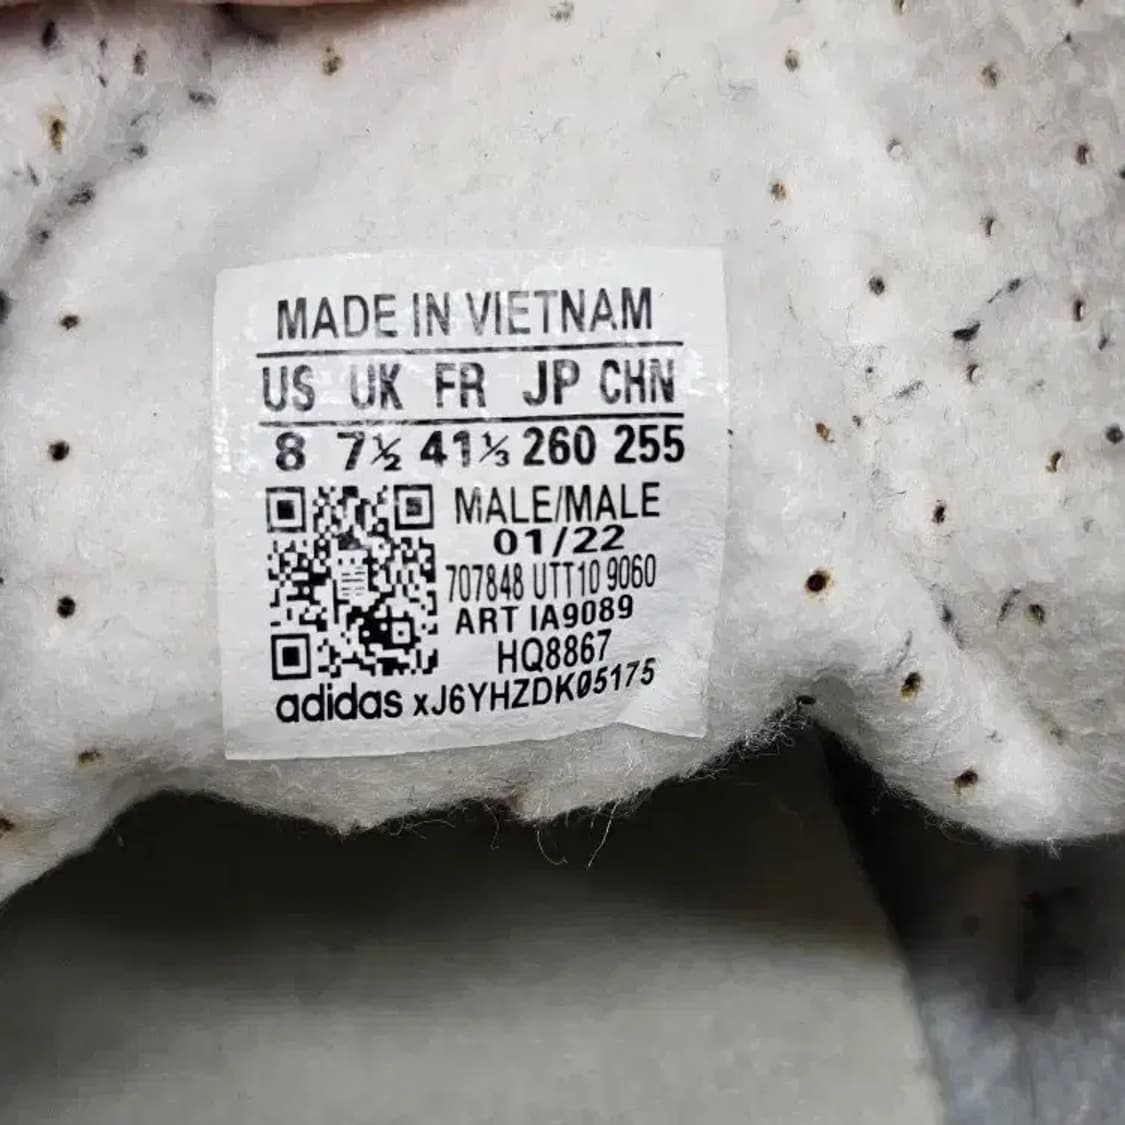 MADE IN VIETNAM
US UK FR JP CHN
8 7½ 41⅓ 260 255
MALE/MALE
01/22
707848 UTT10 9060
ART IA9089
HQ8867
adidas xJ6YHZDK05175